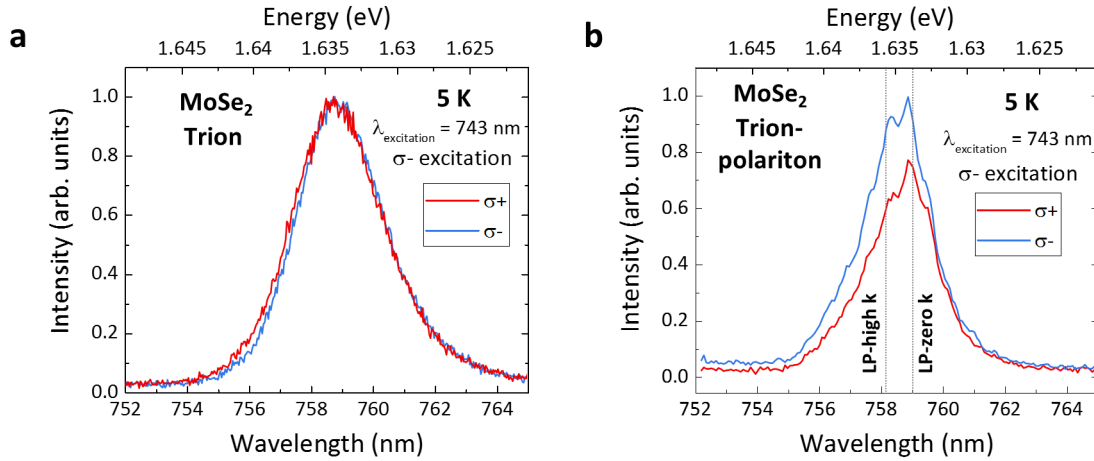 a
Energy (eV)
1.645 1.64 1.635 1.63 1.625
MoSe₂
Trion
5 K
λexcitation = 743 nm
σ- excitation
σ+
σ-
Intensity (arb. units)
1.0
0.8
0.6
0.4
0.2
0.0
752 754 756 758 760 762 764
Wavelength (nm)
b
Energy (eV)
1.645 1.64 1.635 1.63 1.625
MoSe₂
Trion-
polariton
5 K
λexcitation = 743 nm
σ- excitation
σ+
σ-
LP-high k
LP-zero k
Intensity (arb. units)
1.0
0.8
0.6
0.4
0.2
0.0
752 754 756 758 760 762 764
Wavelength (nm)